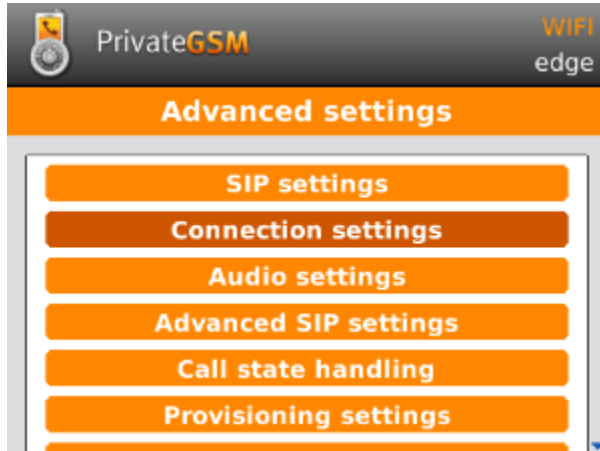 PrivateGSM
WIFI
edge
Advanced settings
SIP settings
Connection settings
Audio settings
Advanced SIP settings
Call state handling
Provisioning settings